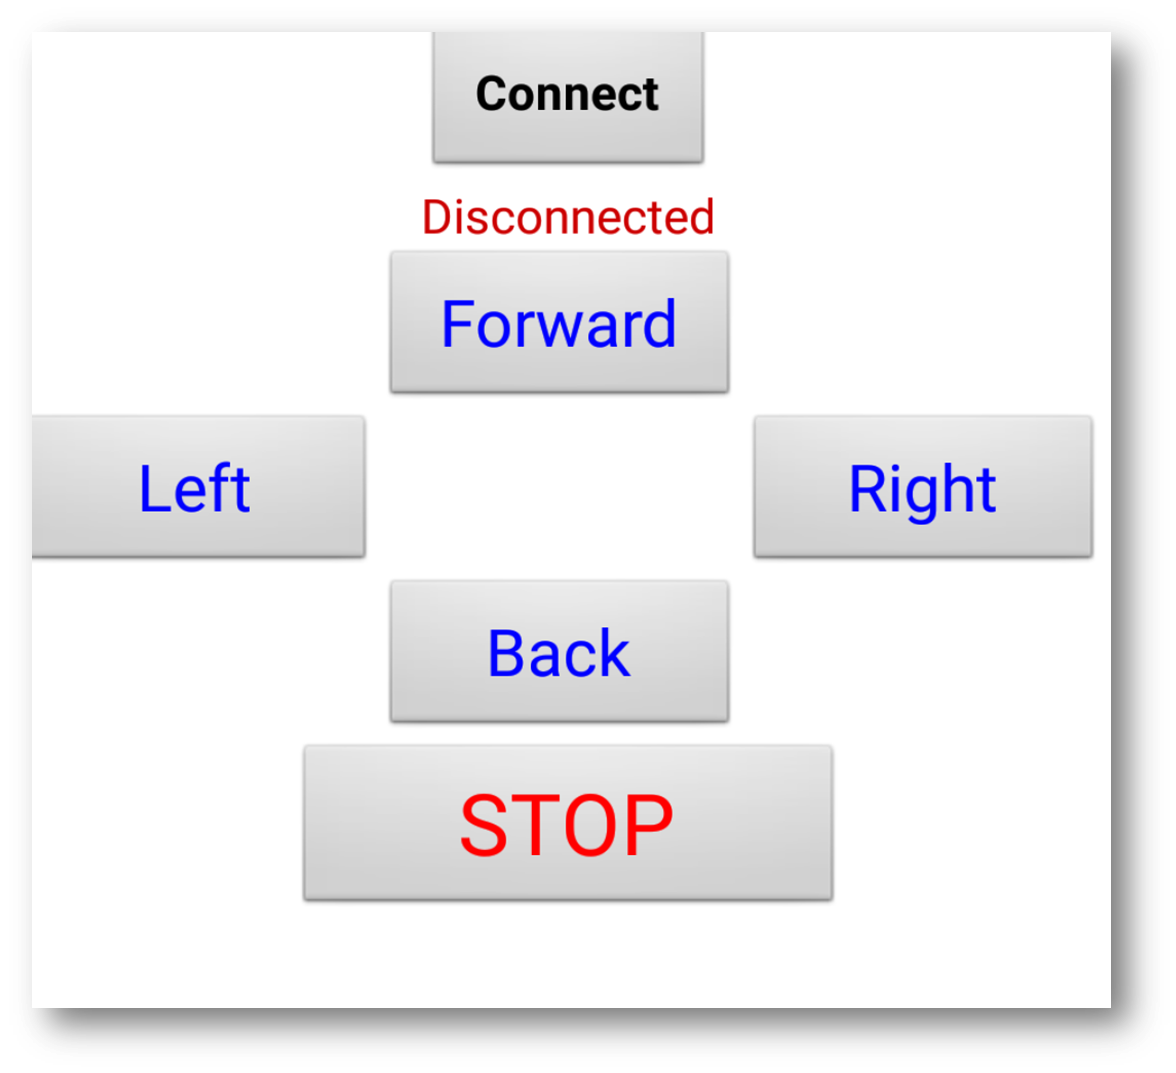 Connect
Disconnected
Forward
Left
Right
Back
STOP